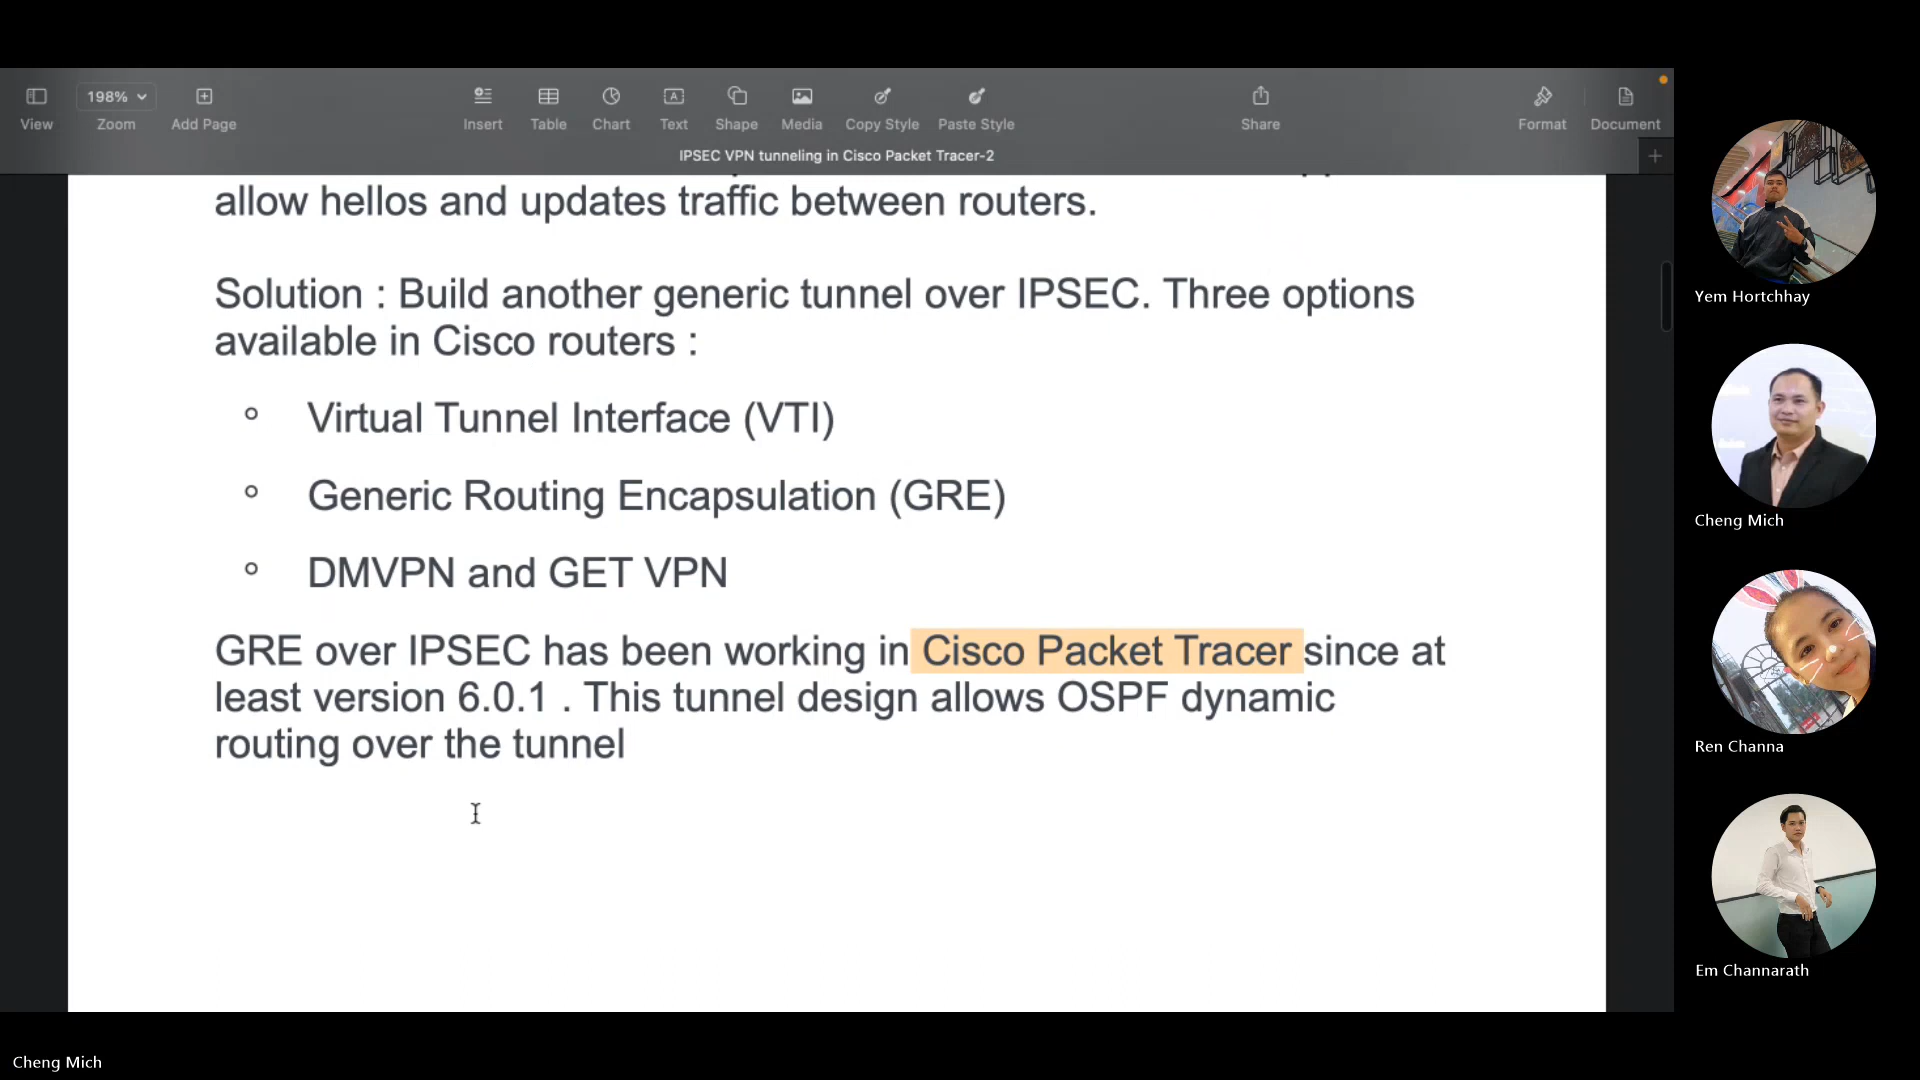 198%
View
Zoom
Add Page
Insert
Table
Chart
Text
Shape
Media
Copy Style
Paste Style
Share
Format
Document
IPSEC VPN tunneling in Cisco Packet Tracer-2
allow hellos and updates traffic between routers.
Solution : Build another generic tunnel over IPSEC. Three options
available in Cisco routers :
Virtual Tunnel Interface (VTI)
Generic Routing Encapsulation (GRE)
DMVPN and GET VPN
GRE over IPSEC has been working in Cisco Packet Tracer since at
least version 6.0.1 . This tunnel design allows OSPF dynamic
routing over the tunnel
Yem Hortchhay
Cheng Mich
Ren Channa
Em Channarath
Cheng Mich